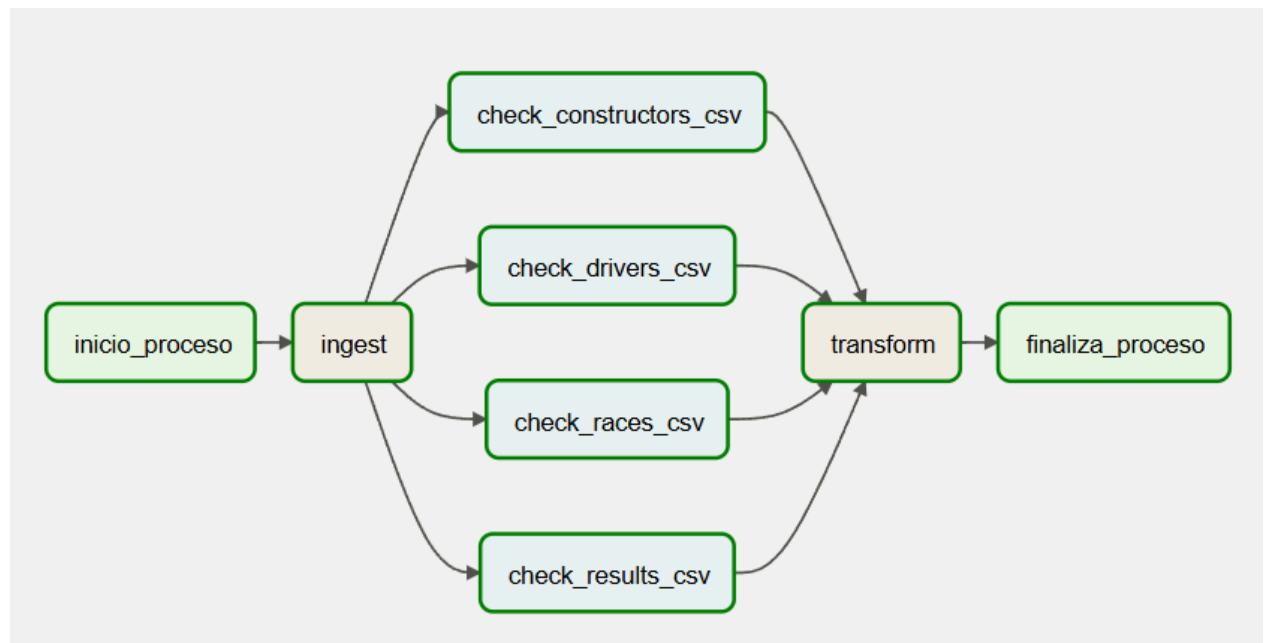 inicio_proceso
ingest
check_constructors_csv
check_drivers_csv
check_races_csv
check_results_csv
transform
finaliza_proceso